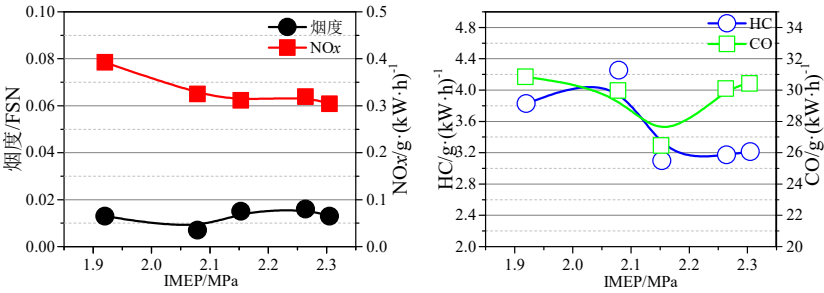 烟度/FSN
0.10
0.08
0.06
0.04
0.02
0.00
烟度
NOx
0.5
0.4
0.3
0.2
0.1
0.0
NOx/g·(kW·h)-1
1.9 2.0 2.1 2.2 2.3
IMEP/MPa
HC/g·(kW·h)-1
4.8
4.4
4.0
3.6
3.2
2.8
2.4
2.0
HC
CO
34
32
30
28
26
24
22
20
CO/g·(kW·h)-1
1.9 2.0 2.1 2.2 2.3
IMEP/MPa